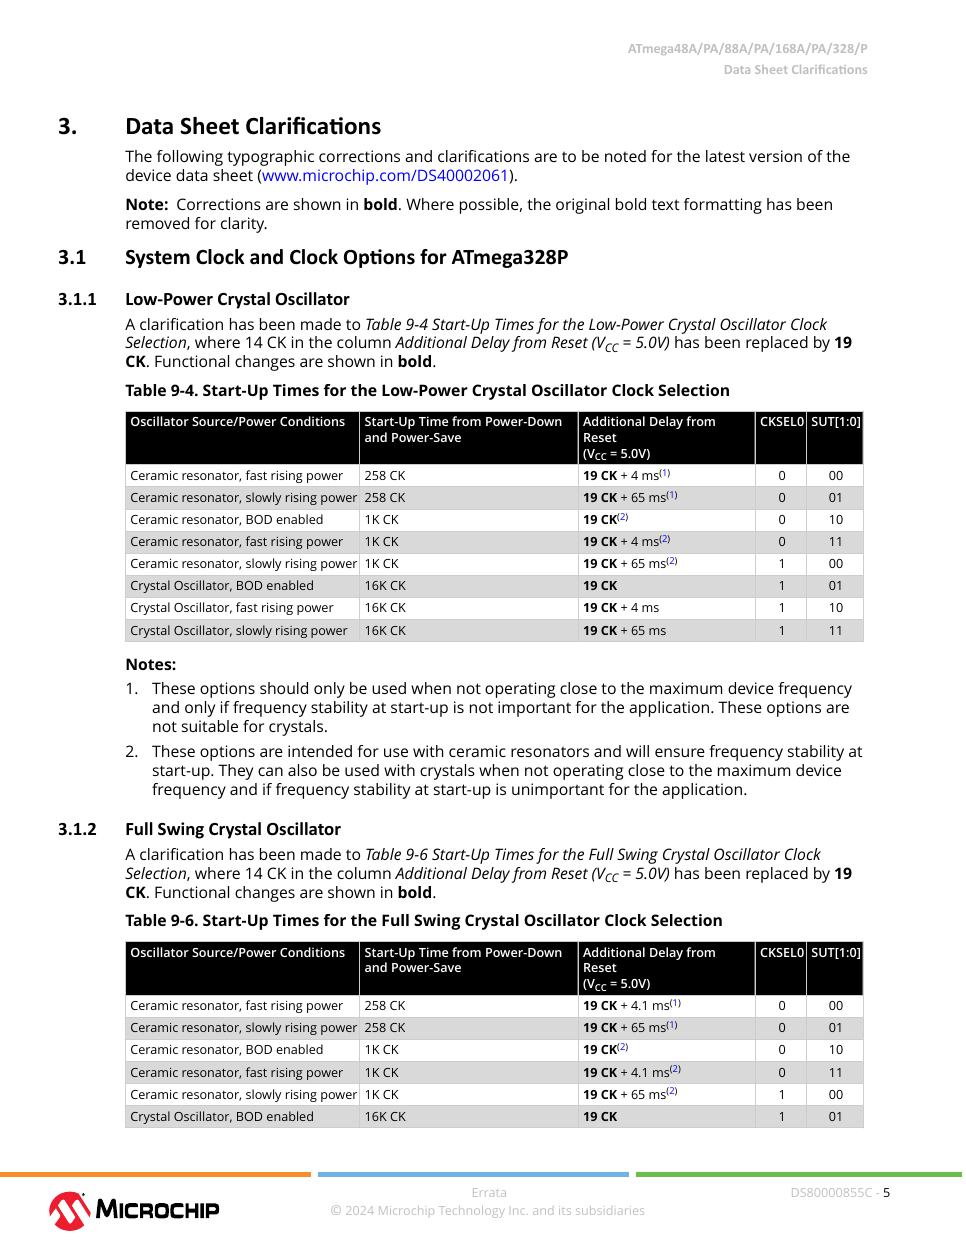 ATmega48A/PA/88A/PA/168A/PA/328/P
Data Sheet Clarifications
3. Data Sheet Clarifications
The following typographic corrections and clarifications are to be noted for the latest version of the
device data sheet (www.microchip.com/DS40002061).
Note: Corrections are shown in bold. Where possible, the original bold text formatting has been
removed for clarity.
3.1 System Clock and Clock Options for ATmega328P
3.1.1 Low-Power Crystal Oscillator
A clarification has been made to Table 9-4 Start-Up Times for the Low-Power Crystal Oscillator Clock
Selection, where 14 CK in the column Additional Delay from Reset (VCC = 5.0V) has been replaced by 19
CK. Functional changes are shown in bold.
Table 9-4. Start-Up Times for the Low-Power Crystal Oscillator Clock Selection
Oscillator Source/Power Conditions Start-Up Time from Power-Down Additional Delay from CKSEL0 SUT[1:0]
and Power-Save Reset
(VCC = 5.0V)
Ceramic resonator, fast rising power 258 CK 19 CK + 4 ms(1) 0 00
Ceramic resonator, slowly rising power 258 CK 19 CK + 65 ms(1) 0 01
Ceramic resonator, BOD enabled 1K CK 19 CK(2) 0 10
Ceramic resonator, fast rising power 1K CK 19 CK + 4 ms(2) 0 11
Ceramic resonator, slowly rising power 1K CK 19 CK + 65 ms(2) 1 00
Crystal Oscillator, BOD enabled 16K CK 19 CK 1 01
Crystal Oscillator, fast rising power 16K CK 19 CK + 4 ms 1 10
Crystal Oscillator, slowly rising power 16K CK 19 CK + 65 ms 1 11
Notes:
1. These options should only be used when not operating close to the maximum device frequency
and only if frequency stability at start-up is not important for the application. These options are
not suitable for crystals.
2. These options are intended for use with ceramic resonators and will ensure frequency stability at
start-up. They can also be used with crystals when not operating close to the maximum device
frequency and if frequency stability at start-up is unimportant for the application.
3.1.2 Full Swing Crystal Oscillator
A clarification has been made to Table 9-6 Start-Up Times for the Full Swing Crystal Oscillator Clock
Selection, where 14 CK in the column Additional Delay from Reset (VCC = 5.0V) has been replaced by 19
CK. Functional changes are shown in bold.
Table 9-6. Start-Up Times for the Full Swing Crystal Oscillator Clock Selection
Oscillator Source/Power Conditions Start-Up Time from Power-Down Additional Delay from CKSEL0 SUT[1:0]
and Power-Save Reset
(VCC = 5.0V)
Ceramic resonator, fast rising power 258 CK 19 CK + 4.1 ms(1) 0 00
Ceramic resonator, slowly rising power 258 CK 19 CK + 65 ms(1) 0 01
Ceramic resonator, BOD enabled 1K CK 19 CK(2) 0 10
Ceramic resonator, fast rising power 1K CK 19 CK + 4.1 ms(2) 0 11
Ceramic resonator, slowly rising power 1K CK 19 CK + 65 ms(2) 1 00
Crystal Oscillator, BOD enabled 16K CK 19 CK 1 01
Errata DS80000855C - 5
© 2024 Microchip Technology Inc. and its subsidiaries
MICROCHIP